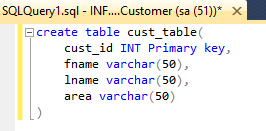 SQLQuery1.sql - INF....Customer (sa (51))*
create table cust_table(
cust_id INT Primary key,
fname varchar(50),
lname varchar(50),
area varchar(50)
)